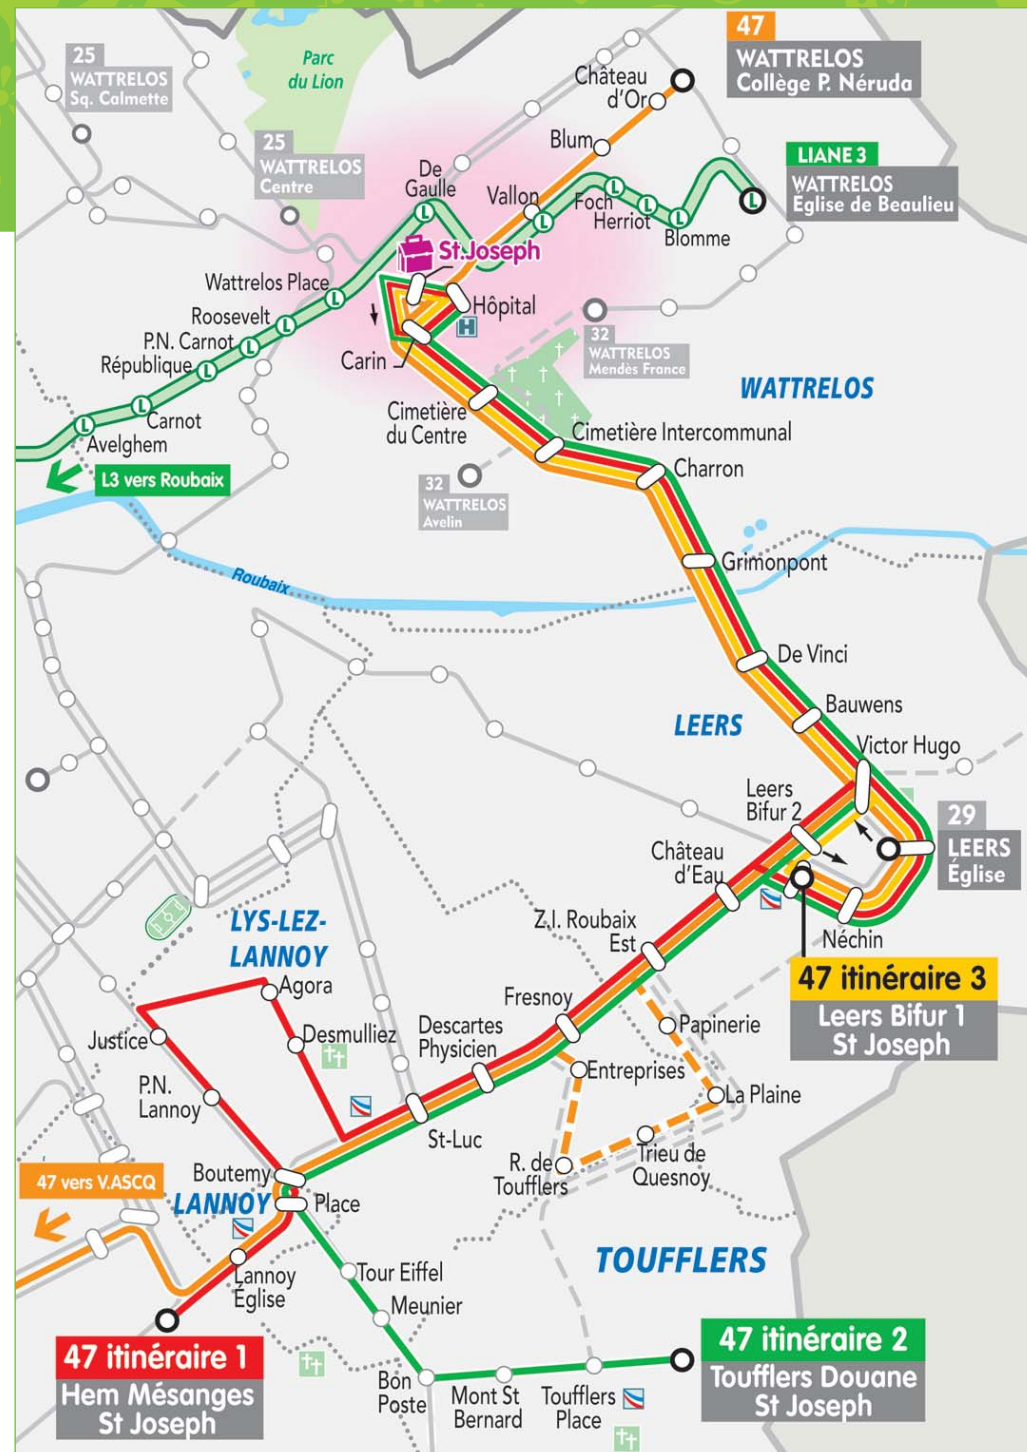 47
WATTRELOS
Collège P. Néruda
25
WATTRELOS
Sq. Calmette
Parc
du Lion
Château
d'Or
Blum
25
WATTRELOS
Centre
LIANE 3
WATTRELOS
Église de Beaulieu
De
Gaulle
Vallon
Foch
Herriot
Blomme
L
L
L
L
L
L
St.Joseph
Wattrelos Place
L
Hôpital
H
Roosevelt
L
P.N. Carnot
L
République
L
Carin
32
WATTRELOS
Mendès France
WATTRELOS
Carnot
L
Avelghem
L
Cimetière
du Centre
Cimetière Intercommunal
L3 vers Roubaix
Charron
32
WATTRELOS
Avelin
Roubaix
Grimonpont
De Vinci
LEERS
Bauwens
Victor Hugo
Leers
Bifur 2
29
LEERS
Église
Château
d'Eau
Néchin
LYS-LEZ-
LANNOY
Z.I. Roubaix
Est
47 itinéraire 3
Leers Bifur 1
St Joseph
Agora
Fresnoy
Justice
Desmulliez
Descartes
Physicien
Papinerie
P.N.
Lannoy
Entreprises
La Plaine
St-Luc
Trieu de
Quesnoy
R. de
Toufflers
Boutemy
47 vers V.ASCQ
LANNOY
Place
TOUFFLERS
Lannoy
Église
Tour Eiffel
Meunier
47 itinéraire 1
Hem Mésanges
St Joseph
47 itinéraire 2
Toufflers Douane
St Joseph
Bon
Poste
Mont St
Bernard
Toufflers
Place